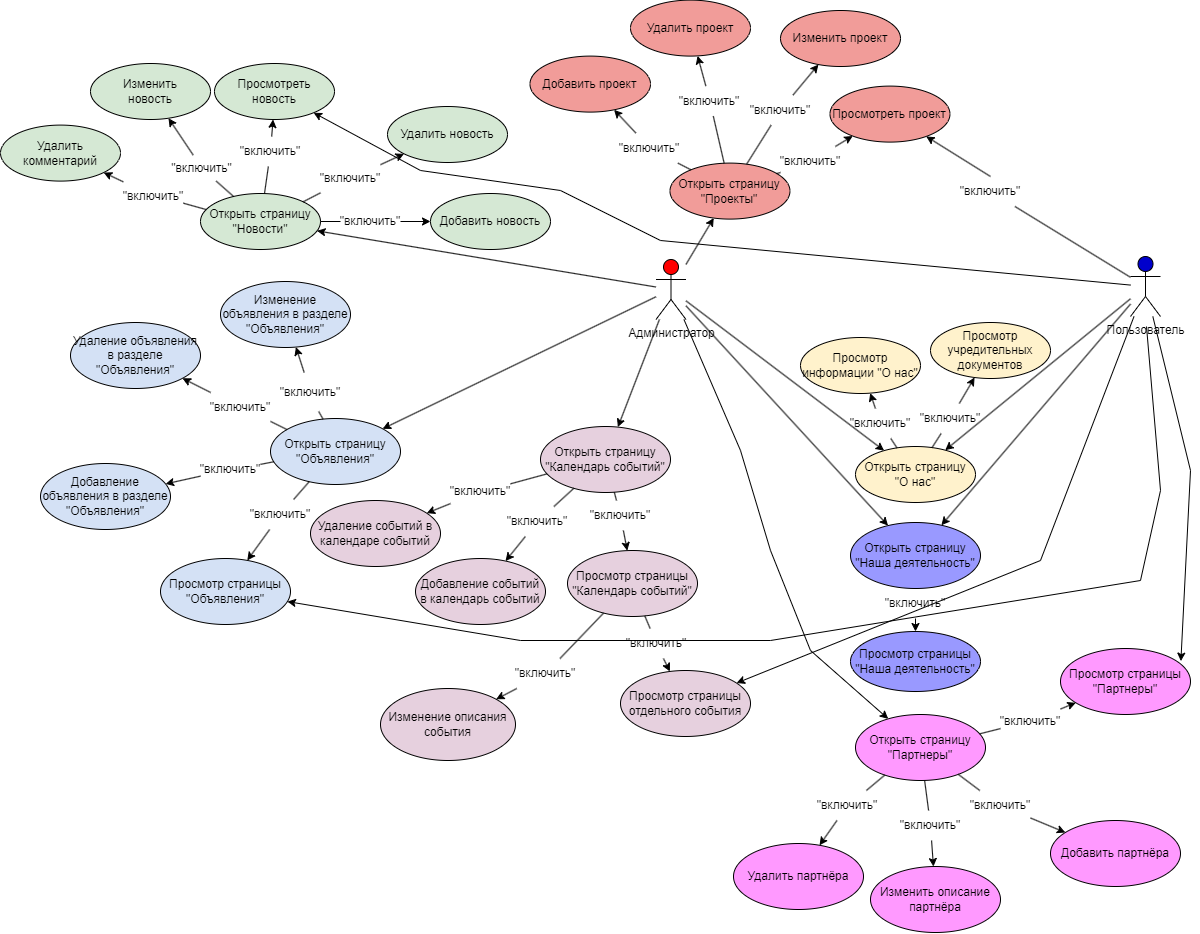 Удалить проект
Изменить проект
Добавить проект
Просмотреть проект
"включить"
"включить"
"включить"
"включить"
Открыть страницу
"Проекты"
Изменить
новость
Просмотреть
новость
Удалить новость
Удалить
комментарий
"включить"
"включить"
"включить"
"включить"
"включить"
Открыть страницу
"Новости"
Добавить новость
"включить"
Администратор
Пользователь
Изменение
объявления в разделе
"Объявления"
Удаление объявления
в разделе
"Объявления"
"включить"
"включить"
Открыть страницу
"Объявления"
"включить"
Добавление
объявления в разделе
"Объявления"
"включить"
Просмотр страницы
"Объявления"
Просмотр
информации "О нас"
Просмотр
учредительных
документов
"включить"
"включить"
Открыть страницу
"О нас"
Открыть страницу
"Календарь событий"
"включить"
"включить"
"включить"
Удаление событий в
календаре событий
Добавление событий
в календарь событий
Просмотр страницы
"Календарь событий"
"включить"
"включить"
Изменение описания
события
Просмотр страницы
отдельного события
Открыть страницу
"Наша деятельность"
"включить"
Просмотр страницы
"Наша деятельность"
Просмотр страницы
"Партнеры"
"включить"
Открыть страницу
"Партнеры"
"включить"
"включить"
"включить"
Удалить партнёра
Изменить описание
партнёра
Добавить партнёра